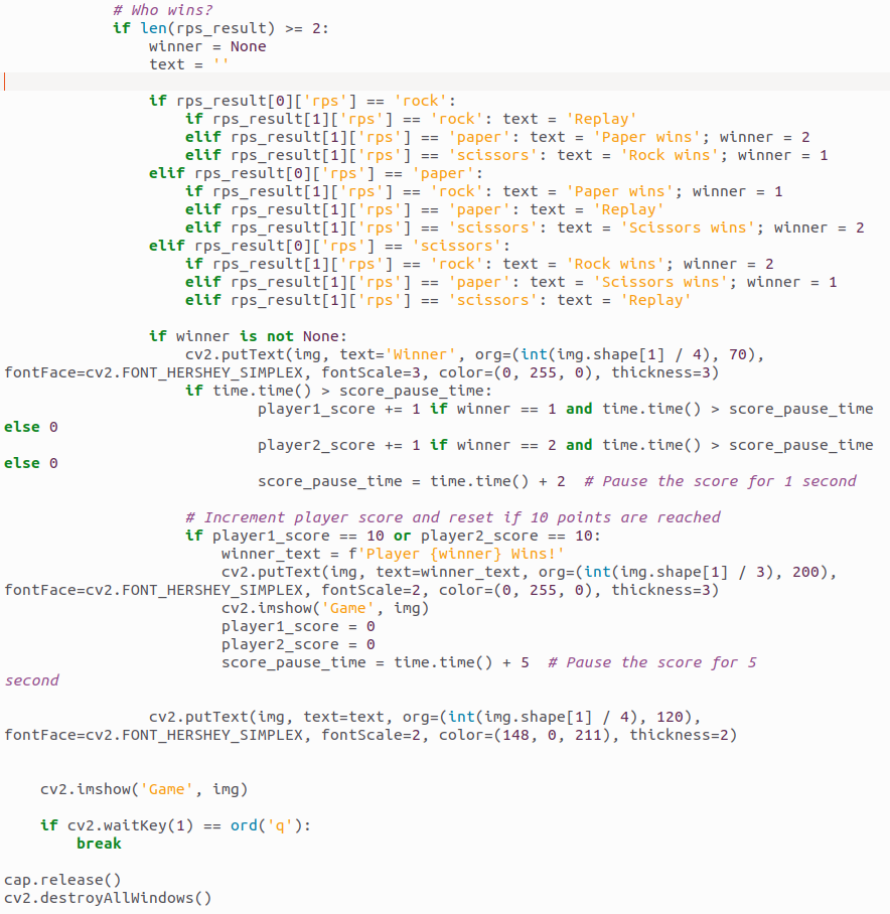 # Who wins?
if len(rps_result) >= 2:
winner = None
text = ''
if rps_result[0]['rps'] == 'rock':
if rps_result[1]['rps'] == 'rock': text = 'Replay'
elif rps_result[1]['rps'] == 'paper': text = 'Paper wins'; winner = 2
elif rps_result[1]['rps'] == 'scissors': text = 'Rock wins'; winner = 1
elif rps_result[0]['rps'] == 'paper':
if rps_result[1]['rps'] == 'rock': text = 'Paper wins'; winner = 1
elif rps_result[1]['rps'] == 'paper': text = 'Replay'
elif rps_result[1]['rps'] == 'scissors': text = 'Scissors wins'; winner = 2
elif rps_result[0]['rps'] == 'scissors':
if rps_result[1]['rps'] == 'rock': text = 'Rock wins'; winner = 2
elif rps_result[1]['rps'] == 'paper': text = 'Scissors wins'; winner = 1
elif rps_result[1]['rps'] == 'scissors': text = 'Replay'
if winner is not None:
cv2.putText(img, text='Winner', org=(int(img.shape[1] / 4), 70),
fontFace=cv2.FONT_HERSHEY_SIMPLEX, fontScale=3, color=(0, 255, 0), thickness=3)
if time.time() > score_pause_time:
player1_score += 1 if winner == 1 and time.time() > score_pause_time
else 0
player2_score += 1 if winner == 2 and time.time() > score_pause_time
else 0
score_pause_time = time.time() + 2  # Pause the score for 1 second
# Increment player score and reset if 10 points are reached
if player1_score == 10 or player2_score == 10:
winner_text = f'Player {winner} Wins!'
cv2.putText(img, text=winner_text, org=(int(img.shape[1] / 3), 200),
fontFace=cv2.FONT_HERSHEY_SIMPLEX, fontScale=2, color=(0, 255, 0), thickness=3)
cv2.imshow('Game', img)
player1_score = 0
player2_score = 0
score_pause_time = time.time() + 5  # Pause the score for 5
second
cv2.putText(img, text=text, org=(int(img.shape[1] / 4), 120),
fontFace=cv2.FONT_HERSHEY_SIMPLEX, fontScale=2, color=(148, 0, 211), thickness=2)
cv2.imshow('Game', img)
if cv2.waitKey(1) == ord('q'):
break
cap.release()
cv2.destroyAllWindows()